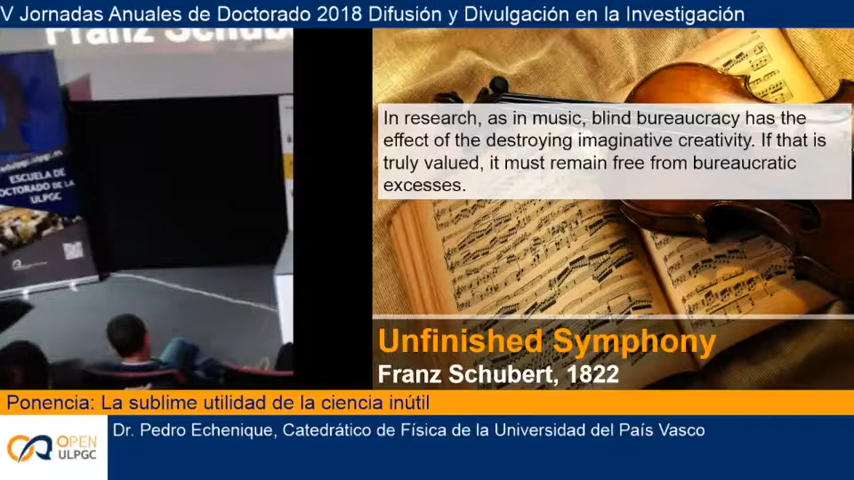 V Jornadas Anuales de Doctorado 2018 Difusión y Divulgación en la Investigación
Franz Schub
ESCUELA DE
DOCTORADO DE LA
ULPGC
In research, as in music, blind bureaucracy has the
effect of the destroying imaginative creativity. If that is
truly valued, it must remain free from bureaucratic
excesses.
Unfinished Symphony
Franz Schubert, 1822
Ponencia: La sublime utilidad de la ciencia inútil
OPEN
ULPGC
Dr. Pedro Echenique, Catedrático de Física de la Universidad del País Vasco